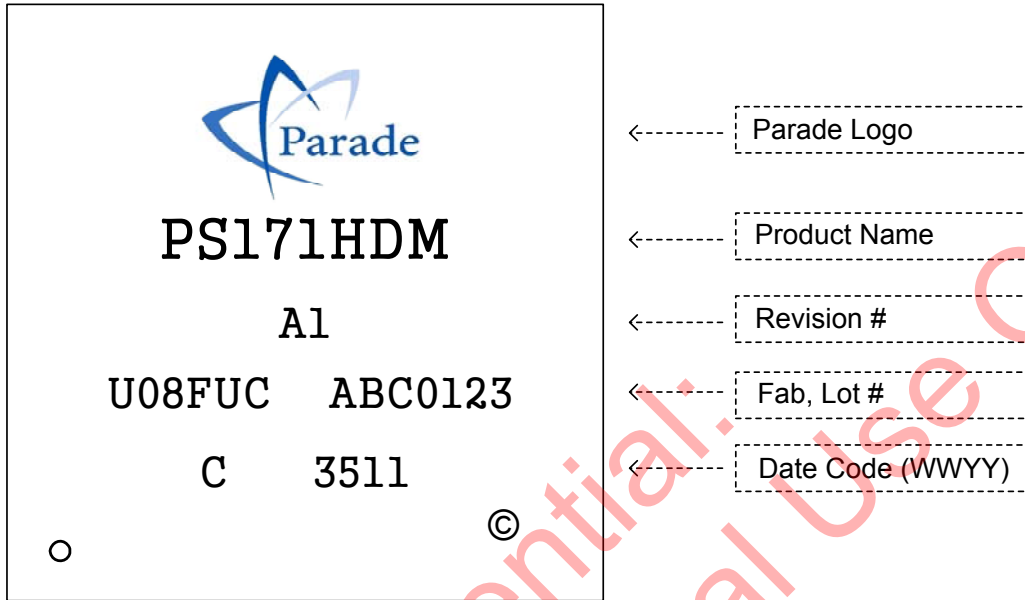 Parade
Parade Logo
PS171HDM
Product Name
A1
Revision #
U08FUC ABC0123
Fab, Lot #
C 3511
Date Code (WWYY)
©